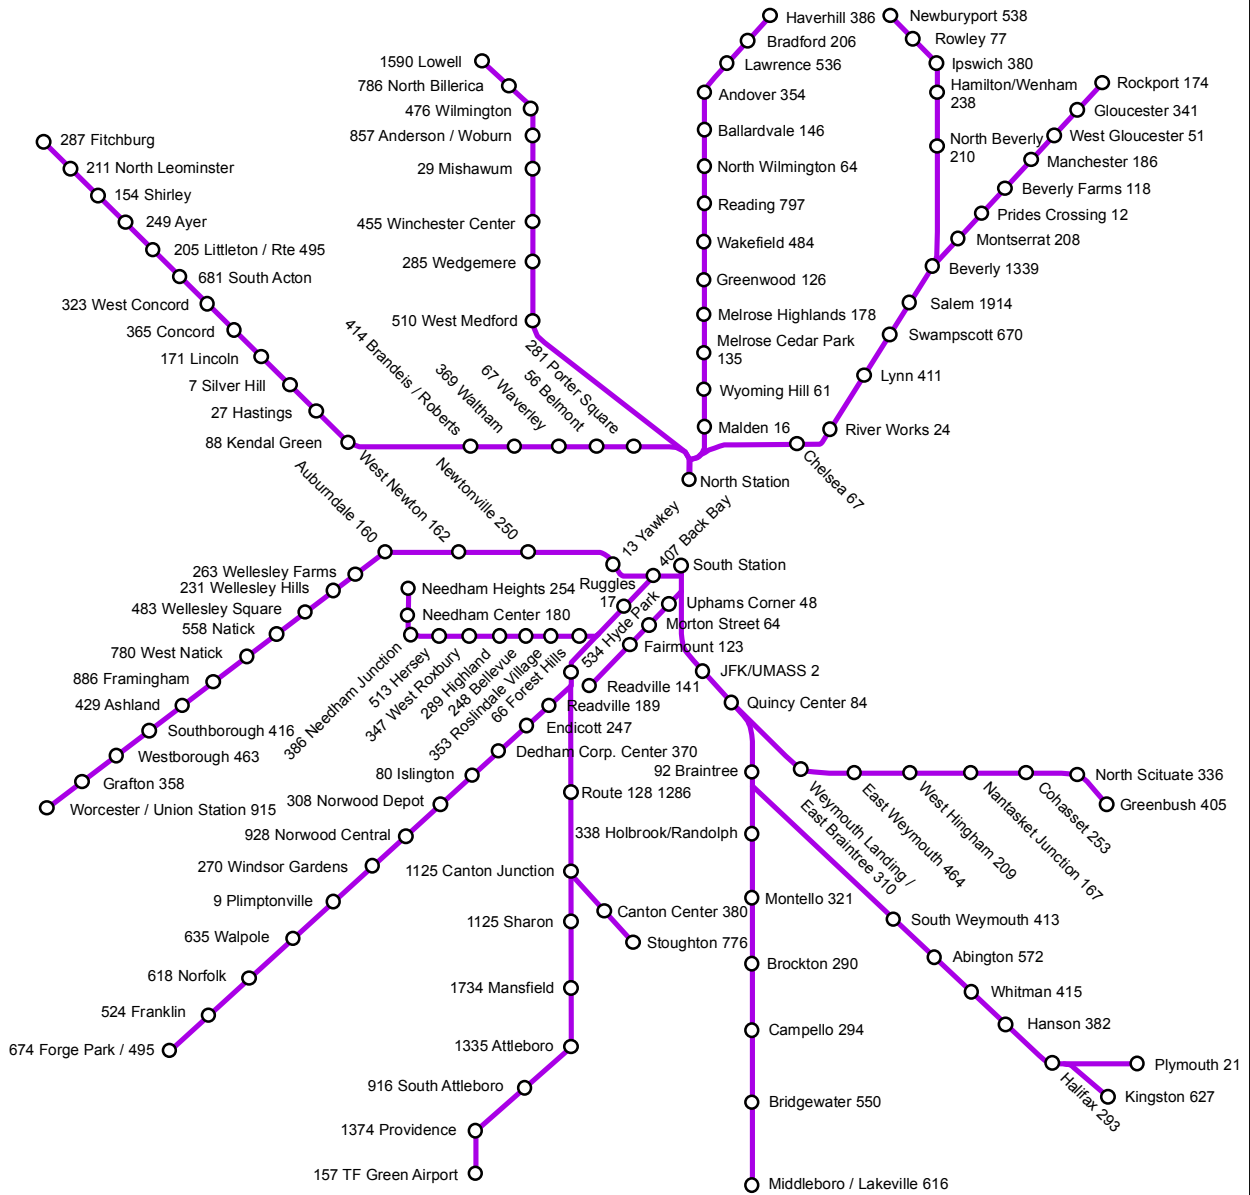 Haverhill 386
Bradford 206
Lawrence 536
Andover 354
Ballardvale 146
North Wilmington 64
Reading 797
Wakefield 484
Greenwood 126
Melrose Highlands 178
Melrose Cedar Park
135
Wyoming Hill 61
Malden 16
Newburyport 538
Rowley 77
Ipswich 380
Hamilton/Wenham
238
North Beverly
210
Rockport 174
Gloucester 341
West Gloucester 51
Manchester 186
Beverly Farms 118
Prides Crossing 12
Montserrat 208
Beverly 1339
Salem 1914
Swampscott 670
Lynn 411
River Works 24
Chelsea 67
North Station
1590 Lowell
786 North Billerica
476 Wilmington
857 Anderson / Woburn
29 Mishawum
455 Winchester Center
285 Wedgemere
510 West Medford
287 Fitchburg
211 North Leominster
154 Shirley
249 Ayer
205 Littleton / Rte 495
681 South Acton
323 West Concord
365 Concord
171 Lincoln
7 Silver Hill
27 Hastings
88 Kendal Green
414 Brandeis / Roberts
369 Waltham
67 Waverley
56 Belmont
281 Porter Square
Auburndale 160
West Newton 162
Newtonville 250
13 Yawkey
407 Back Bay
South Station
263 Wellesley Farms
231 Wellesley Hills
483 Wellesley Square
558 Natick
780 West Natick
886 Framingham
429 Ashland
Southborough 416
Westborough 463
Grafton 358
Worcester / Union Station 915
Needham Heights 254
Needham Center 180
386 Needham Junction
513 Hersey
347 West Roxbury
289 Highland
248 Bellevue
353 Roslindale Village
66 Forest Hills
Ruggles
17
534 Hyde Park
Uphams Corner 48
Morton Street 64
Fairmount 123
Readville 141
Readville 189
Endicott 247
Dedham Corp. Center 370
80 Islington
308 Norwood Depot
928 Norwood Central
270 Windsor Gardens
9 Plimptonville
635 Walpole
618 Norfolk
524 Franklin
674 Forge Park / 495
Route 128 1286
1125 Canton Junction
Canton Center 380
Stoughton 776
1125 Sharon
1734 Mansfield
1335 Attleboro
916 South Attleboro
1374 Providence
157 TF Green Airport
JFK/UMASS 2
Quincy Center 84
92 Braintree
338 Holbrook/Randolph
Montello 321
Brockton 290
Campello 294
Bridgewater 550
Middleboro / Lakeville 616
Weymouth Landing /
East Braintree 310
East Weymouth 464
West Hingham 209
Nantasket Junction 167
Cohasset 253
North Scituate 336
Greenbush 405
South Weymouth 413
Abington 572
Whitman 415
Hanson 382
Halifax 293
Plymouth 21
Kingston 627